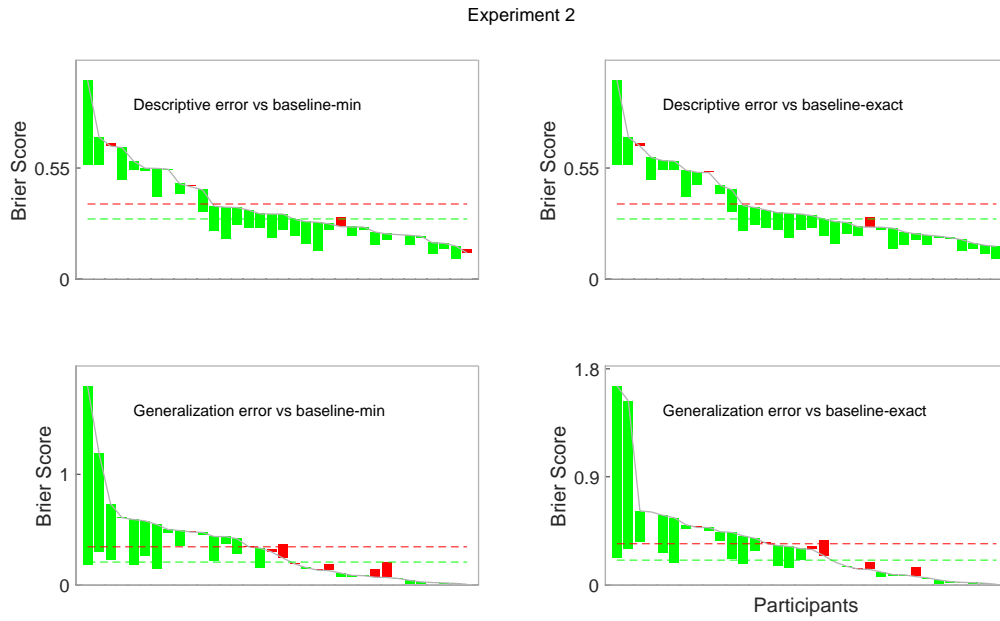 Experiment 2
Descriptive error vs baseline-min
Brier Score
0.55
0
Descriptive error vs baseline-exact
Brier Score
0.55
0
Generalization error vs baseline-min
Brier Score
1
0
Generalization error vs baseline-exact
Brier Score
1.8
0.9
0
Participants